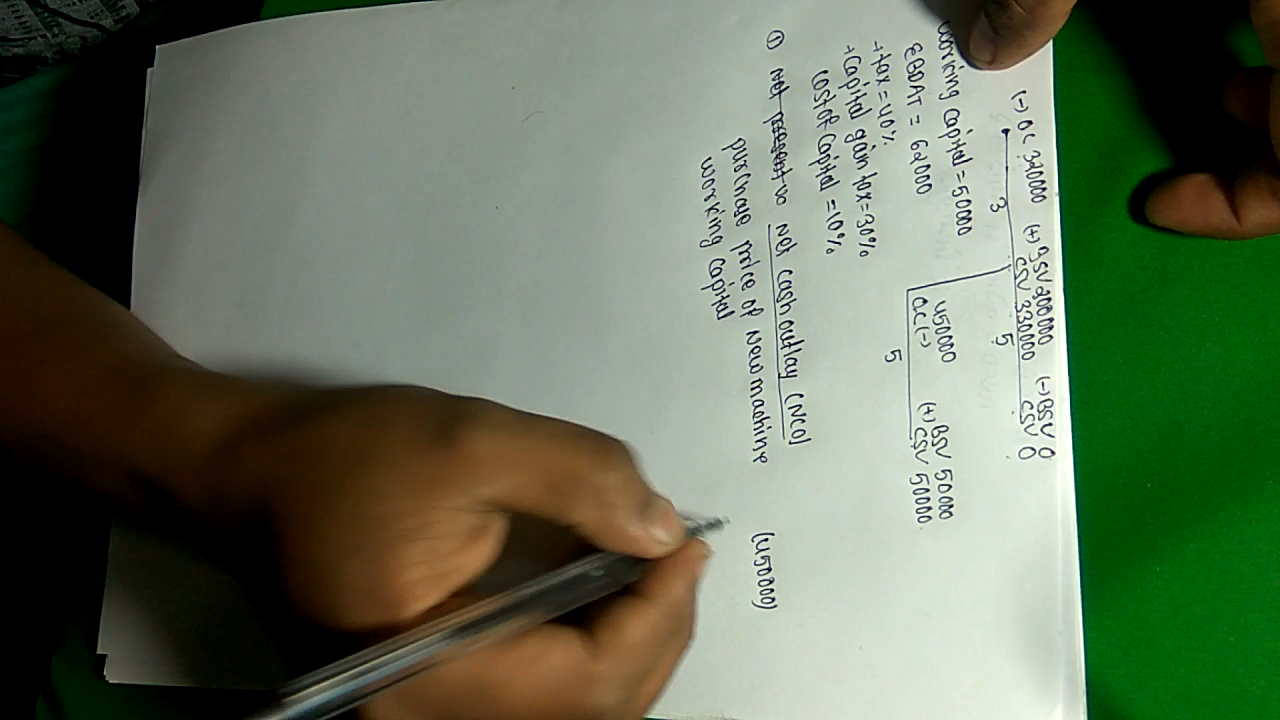 (-) OC 320000 (+) BSV 200000 (-) BSV 0
CSV 330000 CSV 0
3 5
working capital = 50000
EBDAT = 62000
→ tax = 40%
→ Capital gain tax = 30%
cost of capital = 10%
450000 (+) BSV 50000
OC (-) CSV 50000
5
① Net cash outlay (NCO)
purchase price of New machine (450000)
working capital